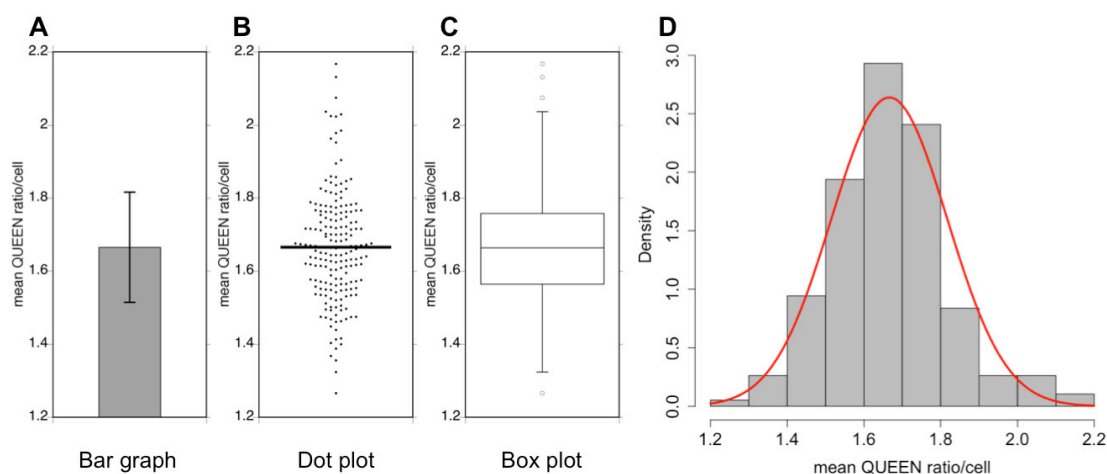 A
B
C
D
mean QUEEN ratio/cell
2.2
2
1.8
1.6
1.4
1.2
Bar graph
mean QUEEN ratio/cell
2.2
2
1.8
1.6
1.4
1.2
Dot plot
mean QUEEN ratio/cell
2.2
2
1.8
1.6
1.4
1.2
Box plot
Density
3.0
2.5
2.0
1.5
1.0
0.5
0.0
1.2 1.4 1.6 1.8 2.0 2.2
mean QUEEN ratio/cell